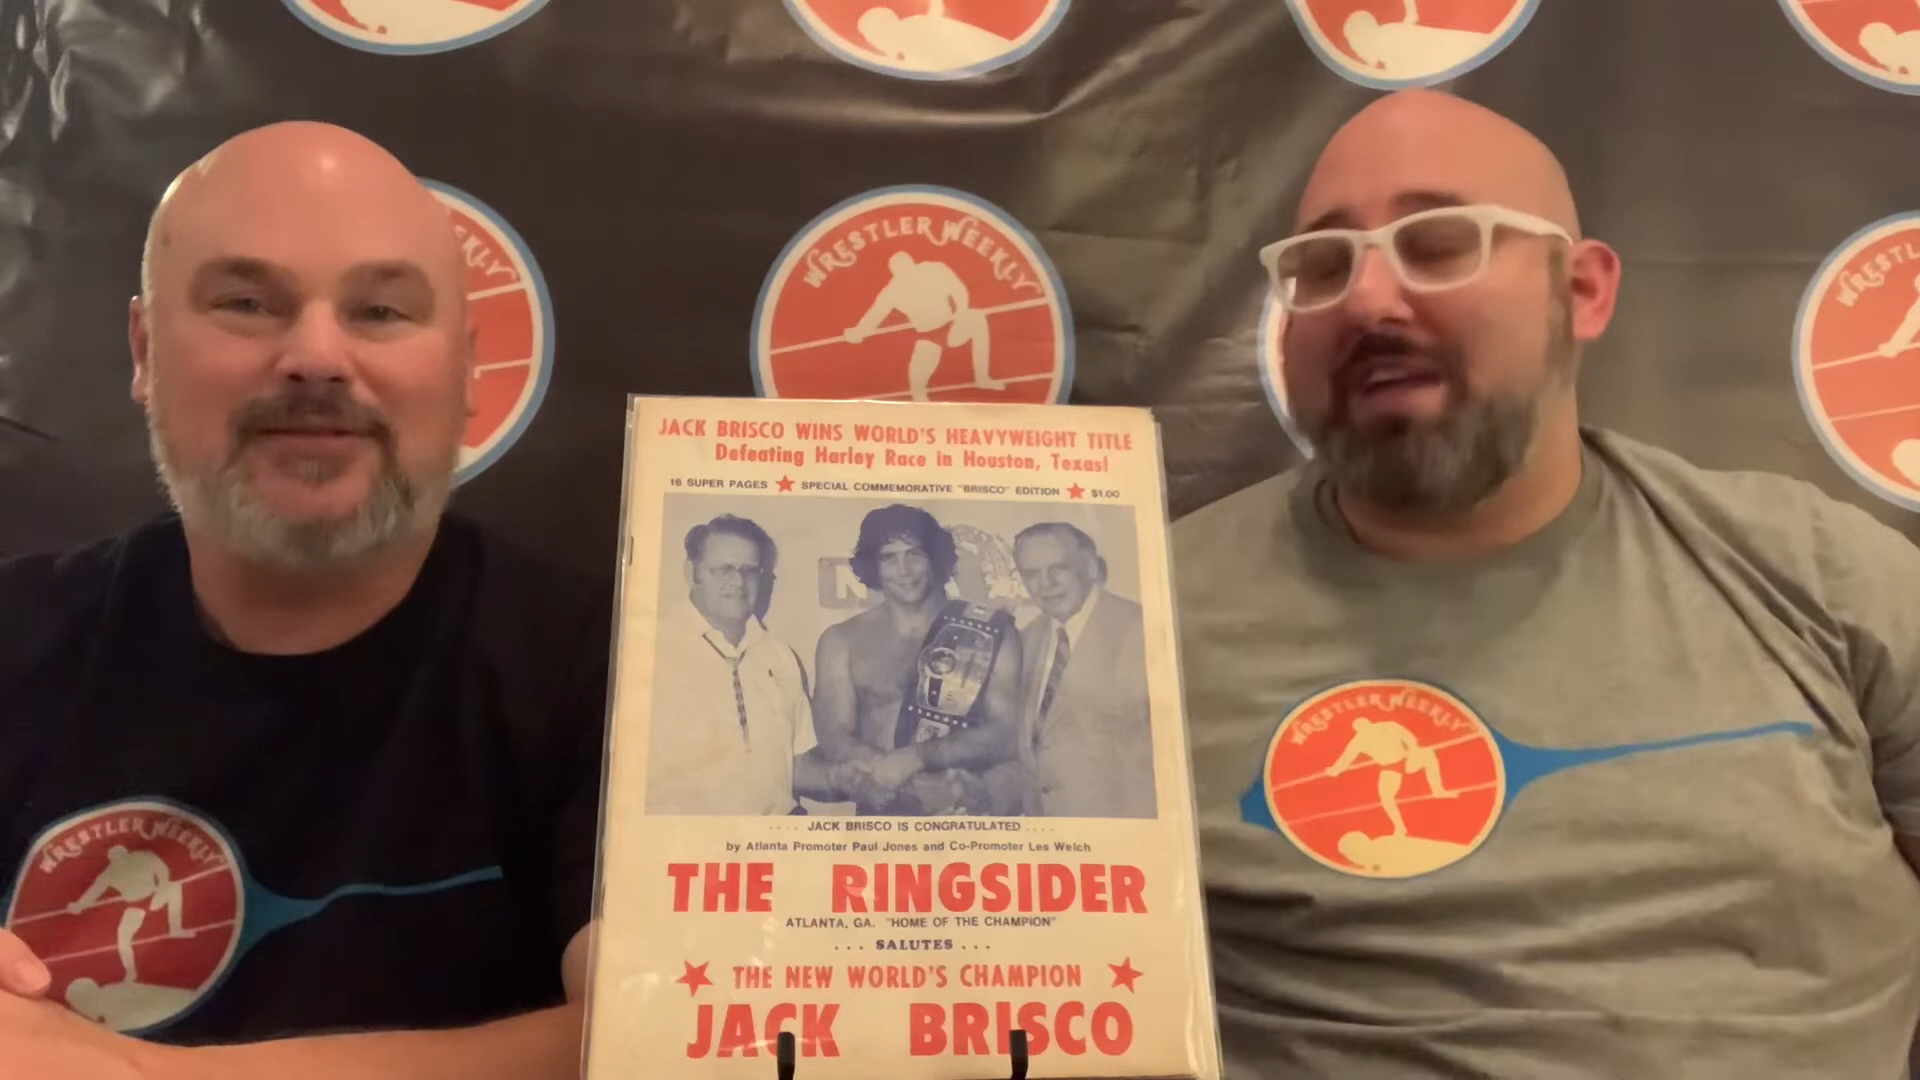 WRESTLER WEEKLY
KLY
WRESTL
JACK BRISCO WINS WORLD'S HEAVYWEIGHT TITLE
Defeating Harley Race in Houston, Texas!
16 SUPER PAGES ★ SPECIAL COMMEMORATIVE "BRISCO" EDITION ★ $1.00
N
.... JACK BRISCO IS CONGRATULATED ....
by Atlanta Promoter Paul Jones and Co-Promoter Les Welch
THE RINGSIDER
ATLANTA, GA. "HOME OF THE CHAMPION"
... SALUTES ...
★ THE NEW WORLD'S CHAMPION ★
JACK BRISCO
WRESTLER WEEKLY
WRESTLER WEEKLY